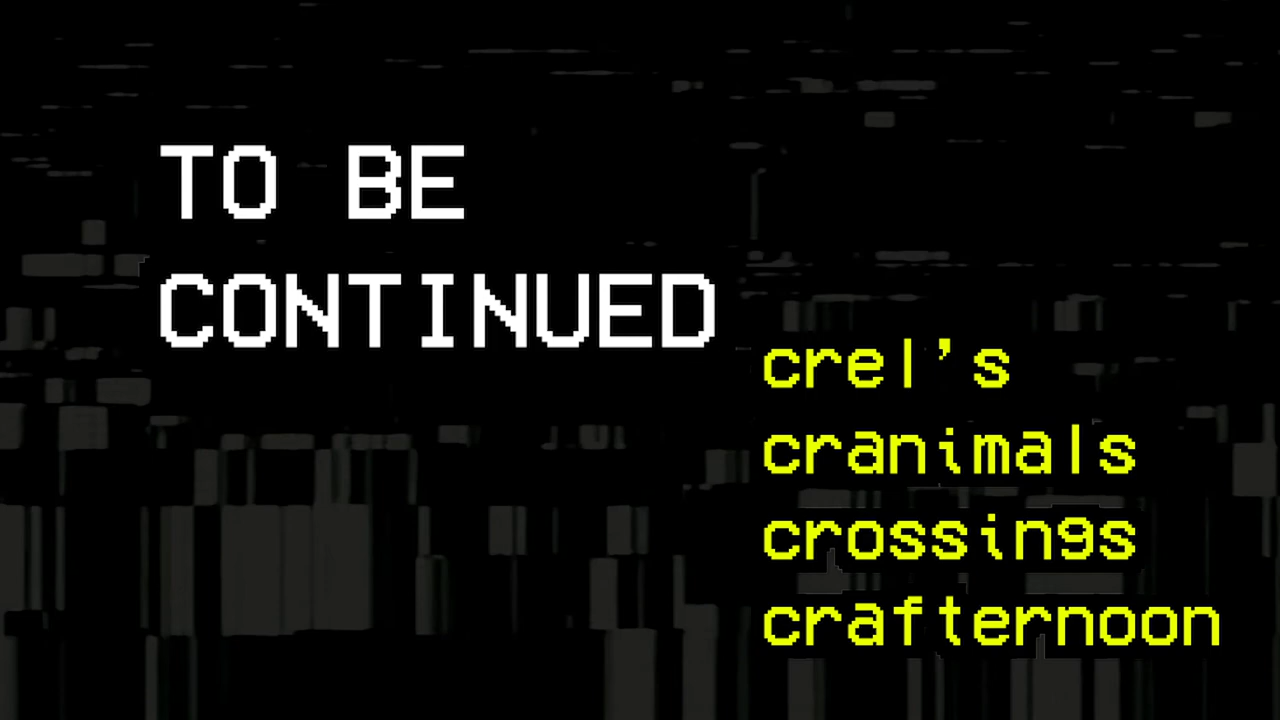 TO BE
CONTINUED
crel's
cranimals
crossings
crafternoon